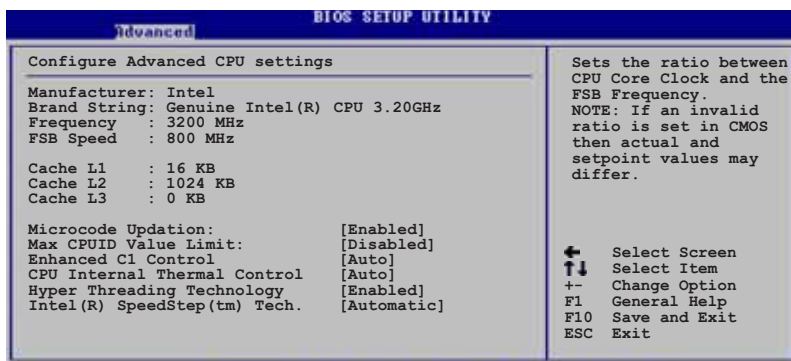 BIOS SETUP UTILITY
Advanced
Configure Advanced CPU settings
Manufacturer: Intel
Brand String: Genuine Intel(R) CPU 3.20GHz
Frequency : 3200 MHz
FSB Speed : 800 MHz
Cache L1 : 16 KB
Cache L2 : 1024 KB
Cache L3 : 0 KB
Microcode Updation: [Enabled]
Max CPUID Value Limit: [Disabled]
Enhanced C1 Control [Auto]
CPU Internal Thermal Control [Auto]
Hyper Threading Technology [Enabled]
Intel(R) SpeedStep(tm) Tech. [Automatic]
Sets the ratio between
CPU Core Clock and the
FSB Frequency.
NOTE: If an invalid
ratio is set in CMOS
then actual and
setpoint values may
differ.
← Select Screen
↑↓ Select Item
+- Change Option
F1 General Help
F10 Save and Exit
ESC Exit